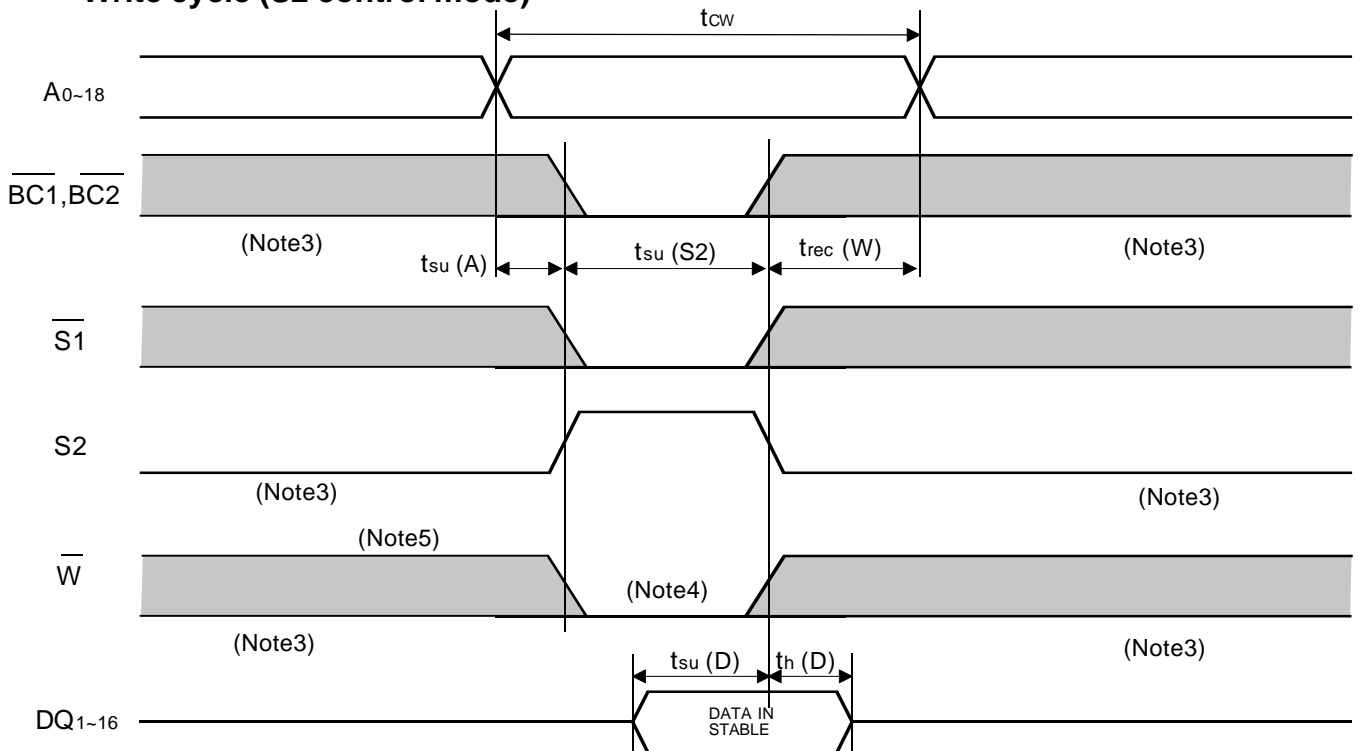 Write cycle (S2 control mode)
tCW
A0~18
BC1,BC2
(Note3)
tsu (A)
tsu (S2)
trec (W)
(Note3)
S1
S2
(Note3)
(Note3)
(Note5)
W
(Note4)
(Note3)
(Note3)
tsu (D)
th (D)
DQ1~16
DATA IN
STABLE